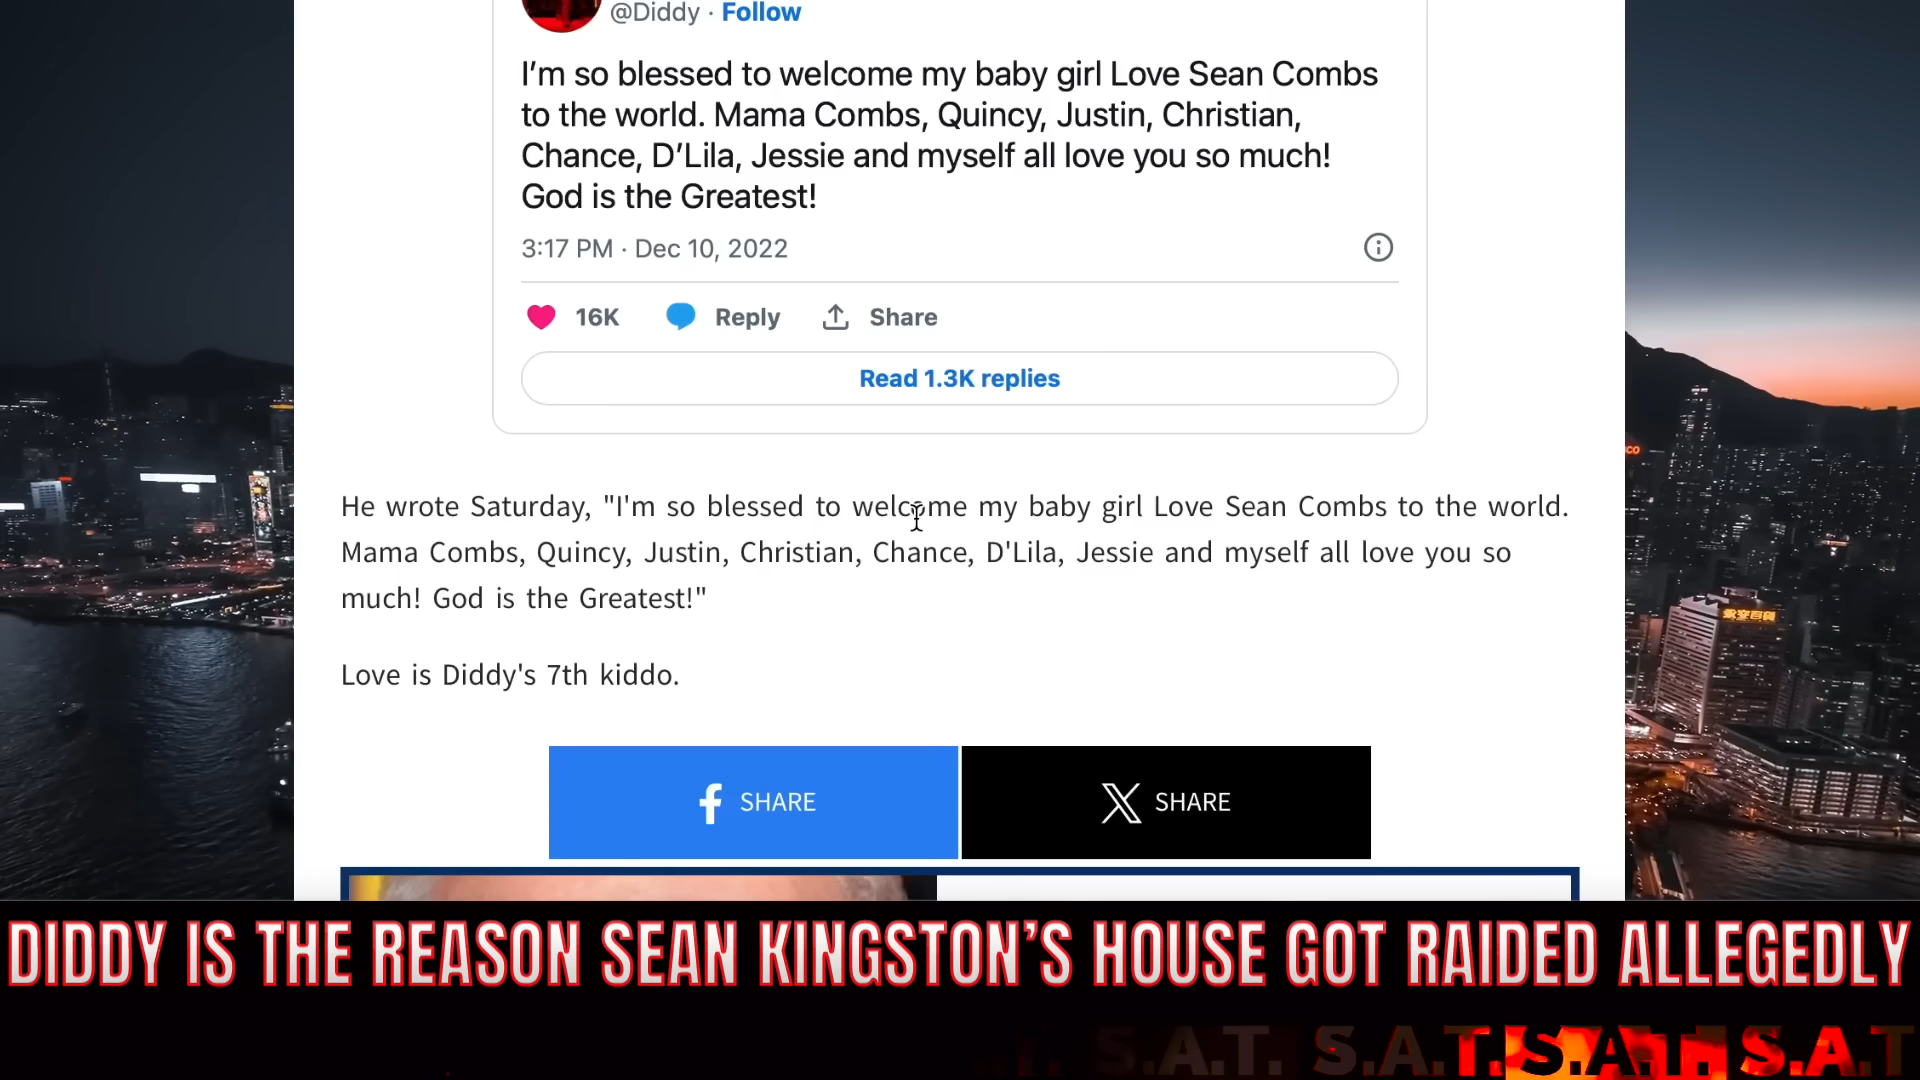 @Diddy · Follow
I’m so blessed to welcome my baby girl Love Sean Combs
to the world. Mama Combs, Quincy, Justin, Christian,
Chance, D’Lila, Jessie and myself all love you so much!
God is the Greatest!
3:17 PM · Dec 10, 2022
16K Reply Share
Read 1.3K replies
He wrote Saturday, "I'm so blessed to welcome my baby girl Love Sean Combs to the world.
Mama Combs, Quincy, Justin, Christian, Chance, D'Lila, Jessie and myself all love you so
much! God is the Greatest!"
Love is Diddy's 7th kiddo.
SHARE SHARE
DIDDY IS THE REASON SEAN KINGSTON’S HOUSE GOT RAIDED ALLEGEDLY
S.A.T. S.A.T. S.A.T. S.A.T